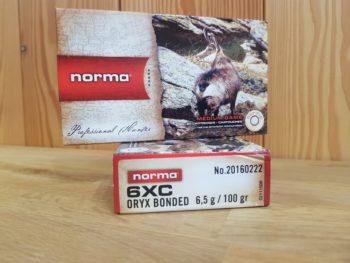 norma
Professional Hunter
MEDIUM GAME
norma
No.20160222
6XC
ORYX BONDED 6,5 g / 100 gr